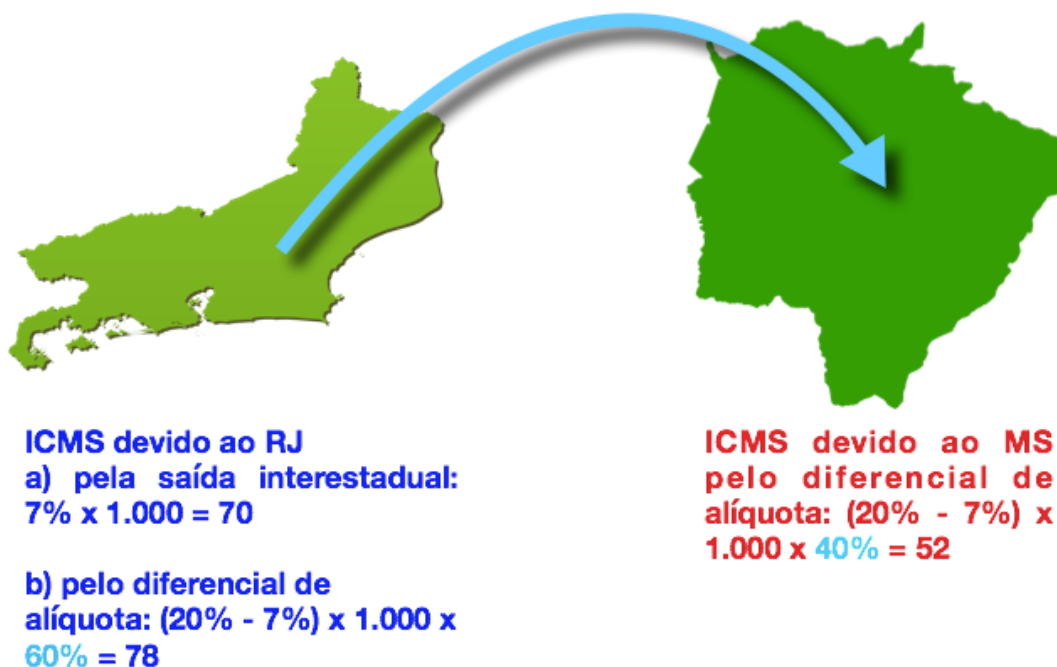 ICMS devido ao RJ
a) pela saída interestadual:
7% x 1.000 = 70
b) pelo diferencial de
alíquota: (20% - 7%) x 1.000 x
60% = 78
ICMS devido ao MS
pelo diferencial de
alíquota: (20% - 7%) x
1.000 x 40% = 52